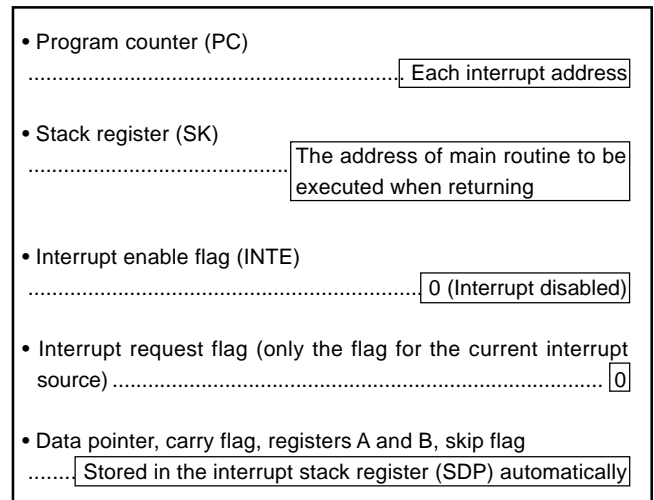 • Program counter (PC)
............................................................... Each interrupt address
• Stack register (SK)
............................................ The address of main routine to be
executed when returning
• Interrupt enable flag (INTE)
.................................................................. 0 (Interrupt disabled)
• Interrupt request flag (only the flag for the current interrupt
source) ................................................................................... 0
• Data pointer, carry flag, registers A and B, skip flag
........ Stored in the interrupt stack register (SDP) automatically